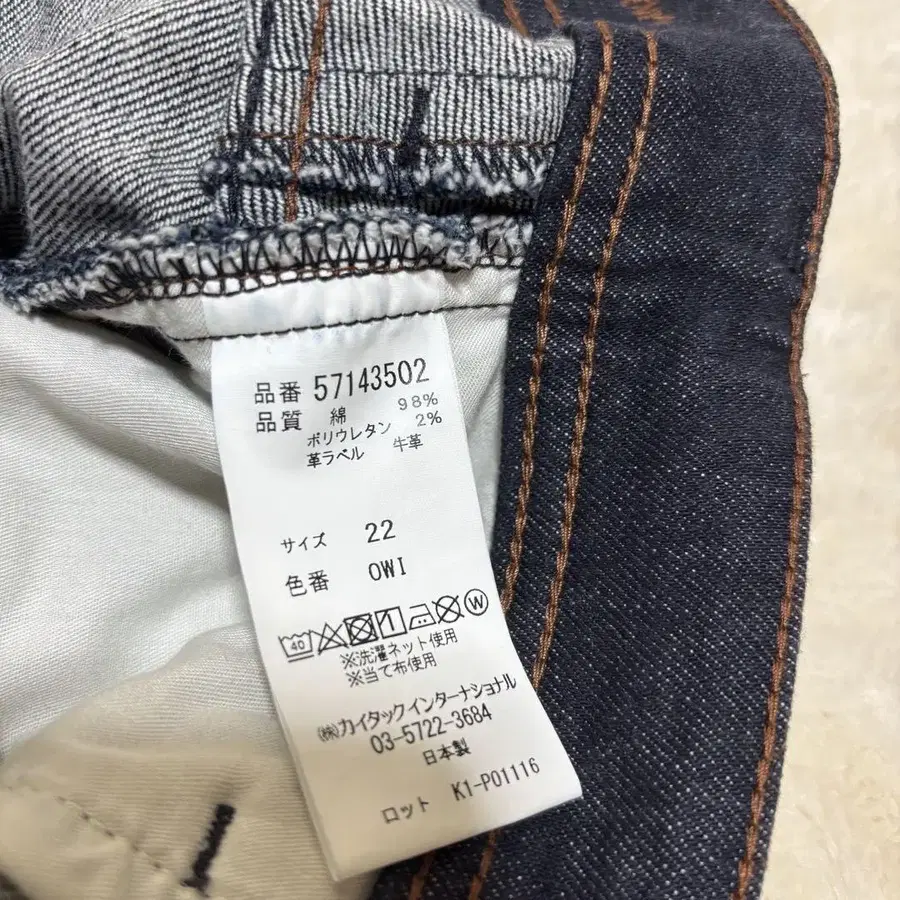 品番 57143502
品質 綿 98%
ポリウレタン 2%
革ラベル 牛革
サイズ 22
色番 OWI
40 1 W
※洗濯ネット使用
※当て布使用
㈱カイタックインターナショナル
03-5722-3684
日本製
ロット K1-P01116